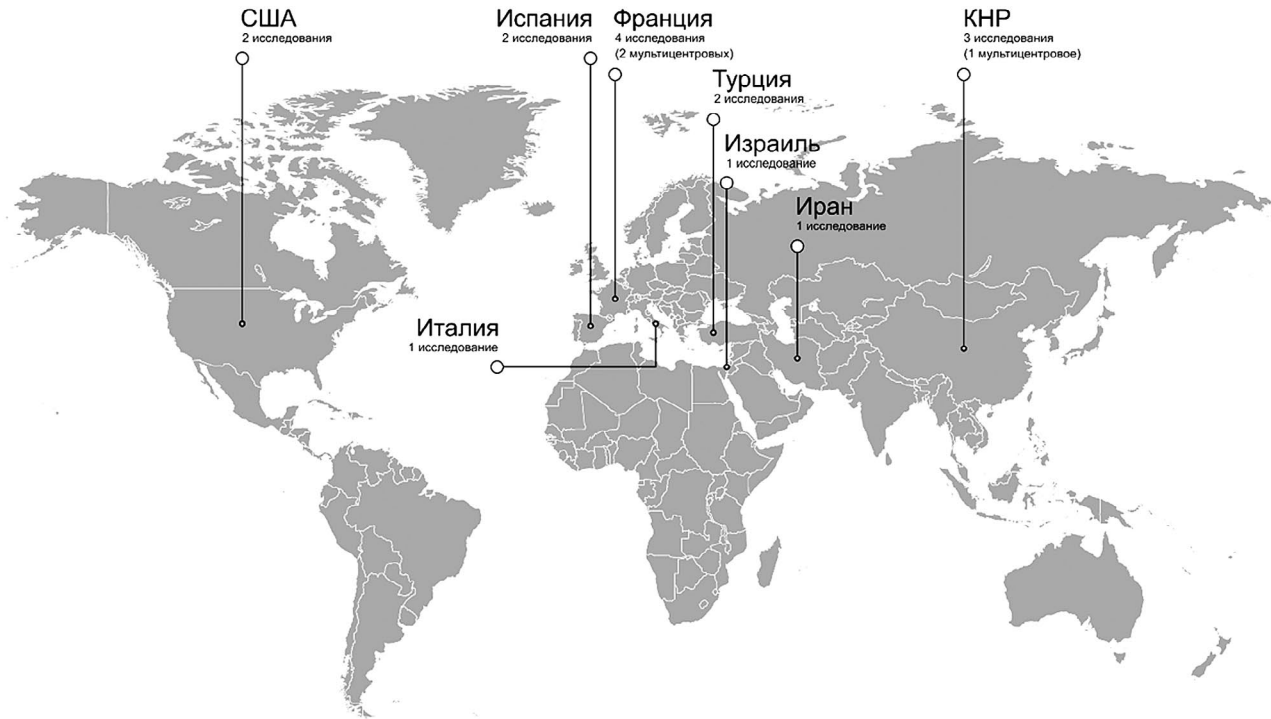 США
2 исследования
Испания
2 исследования
Франция
4 исследования
(2 мультицентровых)
КНР
3 исследования
(1 мультицентровое)
Турция
2 исследования
Израиль
1 исследование
Иран
1 исследование
Италия
1 исследование